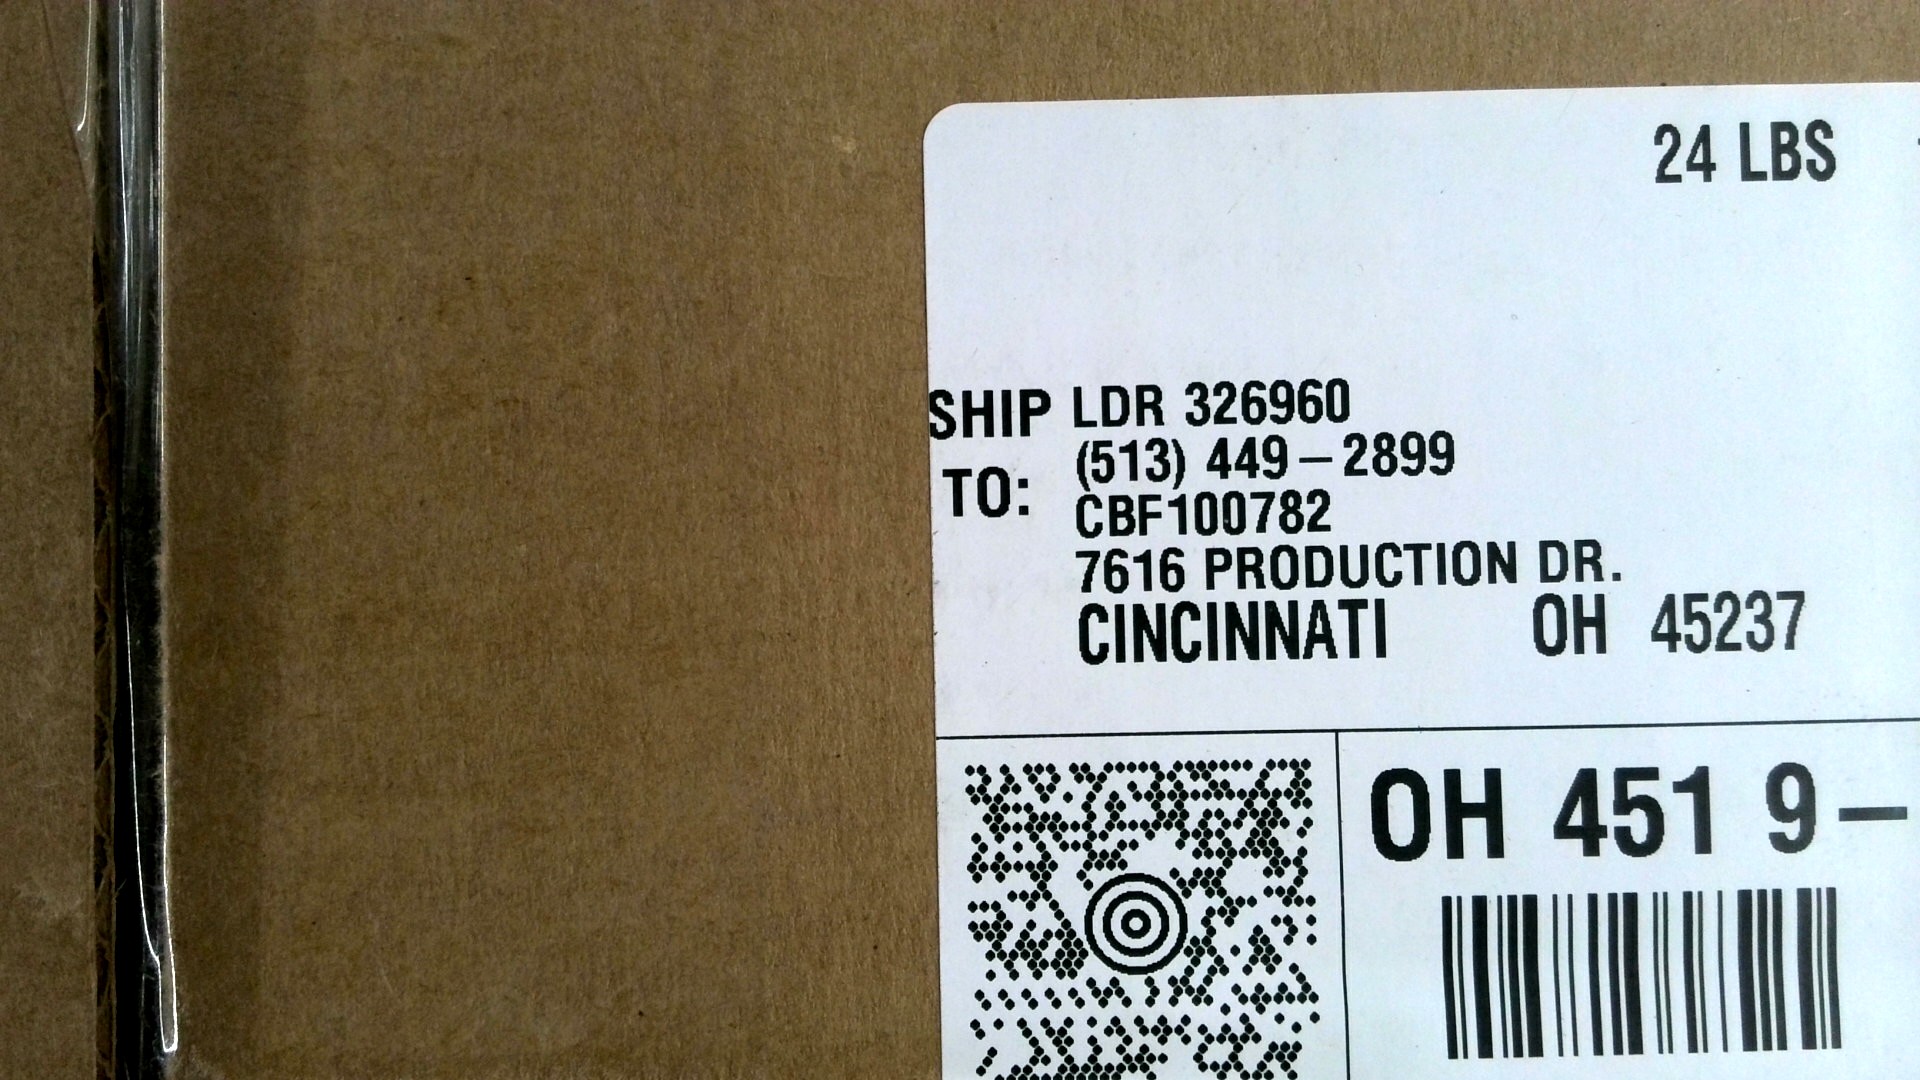 24 LBS
SHIP TO:
LDR 326960
(513) 449-2899
CBF100782
7616 PRODUCTION DR.
CINCINNATI OH 45237
OH 451 9-